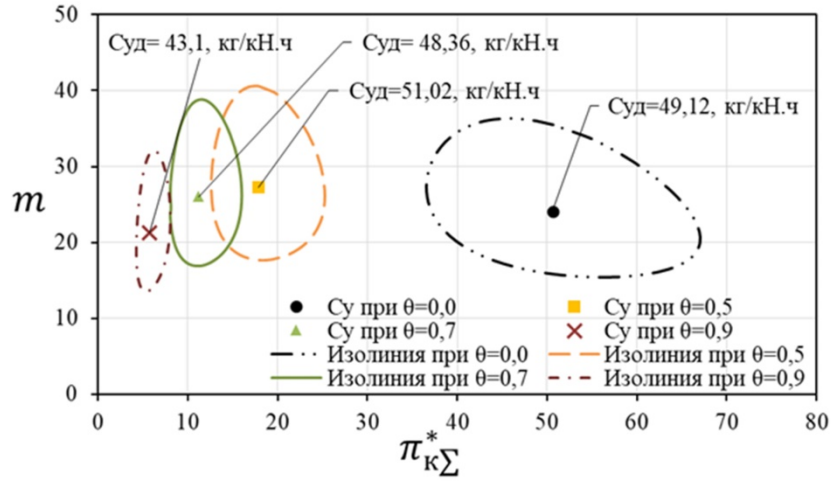 50
Суд= 43,1, кг/кН.ч
Суд= 48,36, кг/кН.ч
40
Суд=51,02, кг/кН.ч
Суд=49,12, кг/кН.ч
30
m
20
Су при θ=0,0
Су при θ=0,5
10
Су при θ=0,7
Су при θ=0,9
Изолиния при θ=0,0
Изолиния при θ=0,5
Изолиния при θ=0,7
Изолиния при θ=0,9
0
0 10 20 30 40 50 60 70 80
π*кΣ